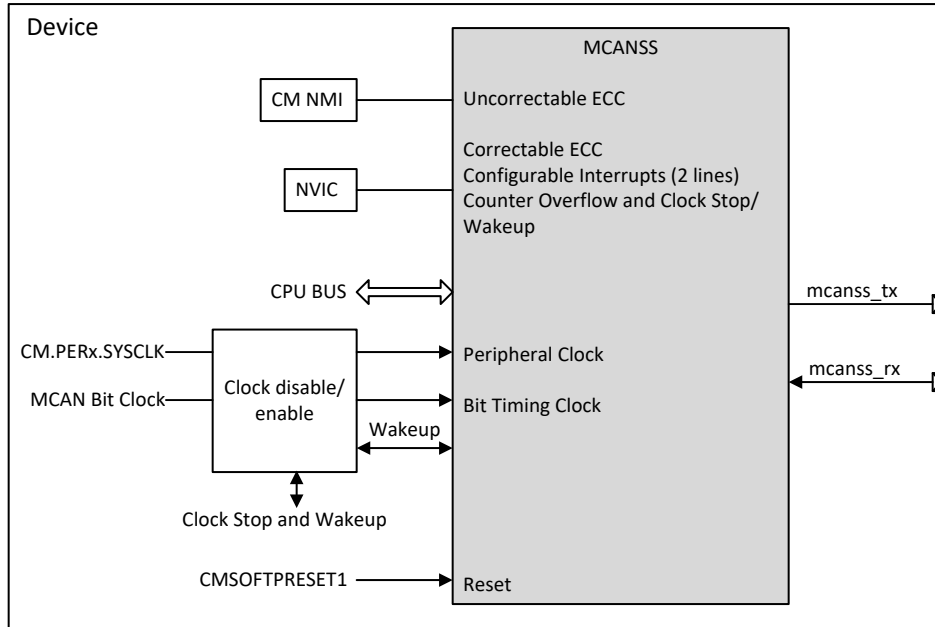 Device
MCANSS
CM NMI
Uncorrectable ECC
Correctable ECC
NVIC
Configurable Interrupts (2 lines)
Counter Overflow and Clock Stop/
Wakeup
CPU BUS
mcanss_tx
CM.PERx.SYSCLK
Peripheral Clock
mcanss_rx
Clock disable/
enable
MCAN Bit Clock
Bit Timing Clock
Wakeup
Clock Stop and Wakeup
CMSOFTPRESET1
Reset